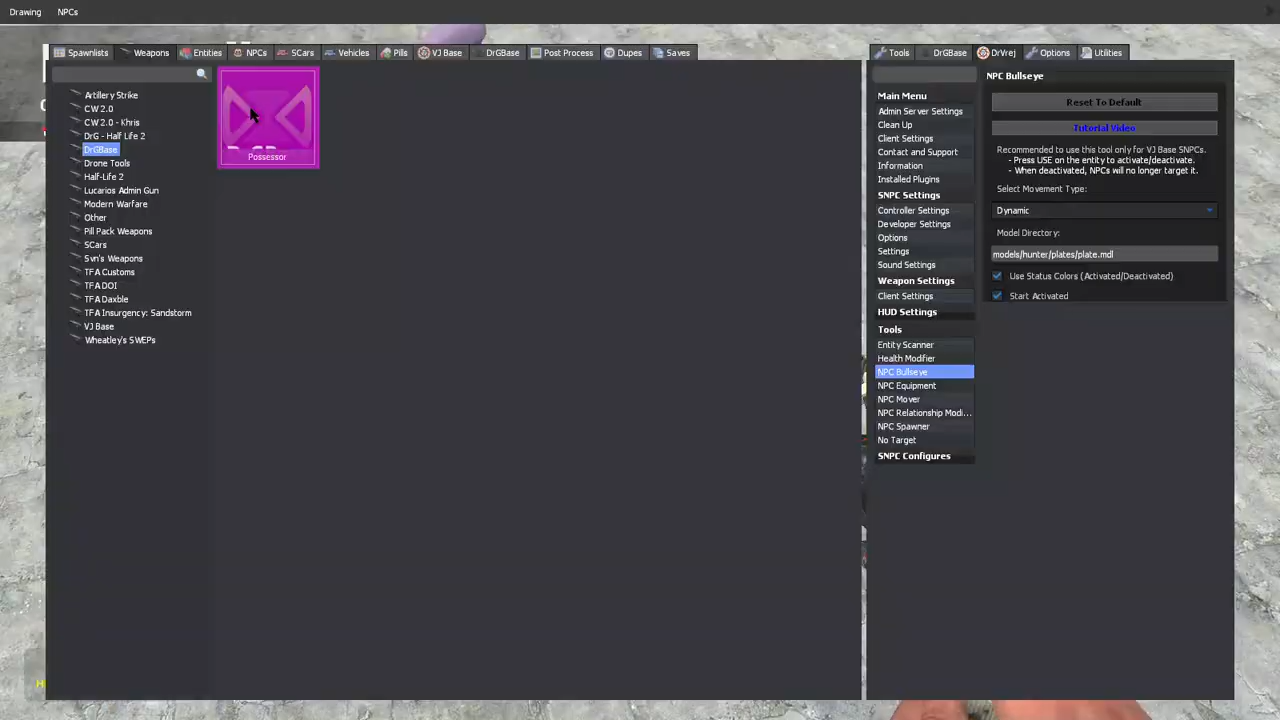 Drawing NPCs
Spawnlists Weapons Entities NPCs SCars Vehicles Pills VJ Base DrGBase Post Process Dupes Saves
Tools DrGBase DrVrej Options Utilities
Artillery Strike
CW 2.0
CW 2.0 - Khris
DrG - Half Life 2
DrGBase
Drone Tools
Half-Life 2
Lucarios Admin Gun
Modern Warfare
Other
Pill Pack Weapons
SCars
Svn's Weapons
TFA Customs
TFA DOI
TFA Daxble
TFA Insurgency: Sandstorm
VJ Base
Wheatley's SWEPs
Possessor
Main Menu
Admin Server Settings
Clean Up
Client Settings
Contact and Support
Information
Installed Plugins
SNPC Settings
Controller Settings
Developer Settings
Options
Settings
Sound Settings
Weapon Settings
Client Settings
HUD Settings
Tools
Entity Scanner
Health Modifier
NPC Bullseye
NPC Equipment
NPC Mover
NPC Relationship Modi...
NPC Spawner
No Target
SNPC Configures
NPC Bullseye
Reset To Default
Tutorial Video
Recommended to use this tool only for VJ Base SNPCs.
- Press USE on the entity to activate/deactivate.
- When deactivated, NPCs will no longer target it.
Select Movement Type:
Dynamic
Model Directory:
models/hunter/plates/plate.mdl
Use Status Colors (Activated/Deactivated)
Start Activated